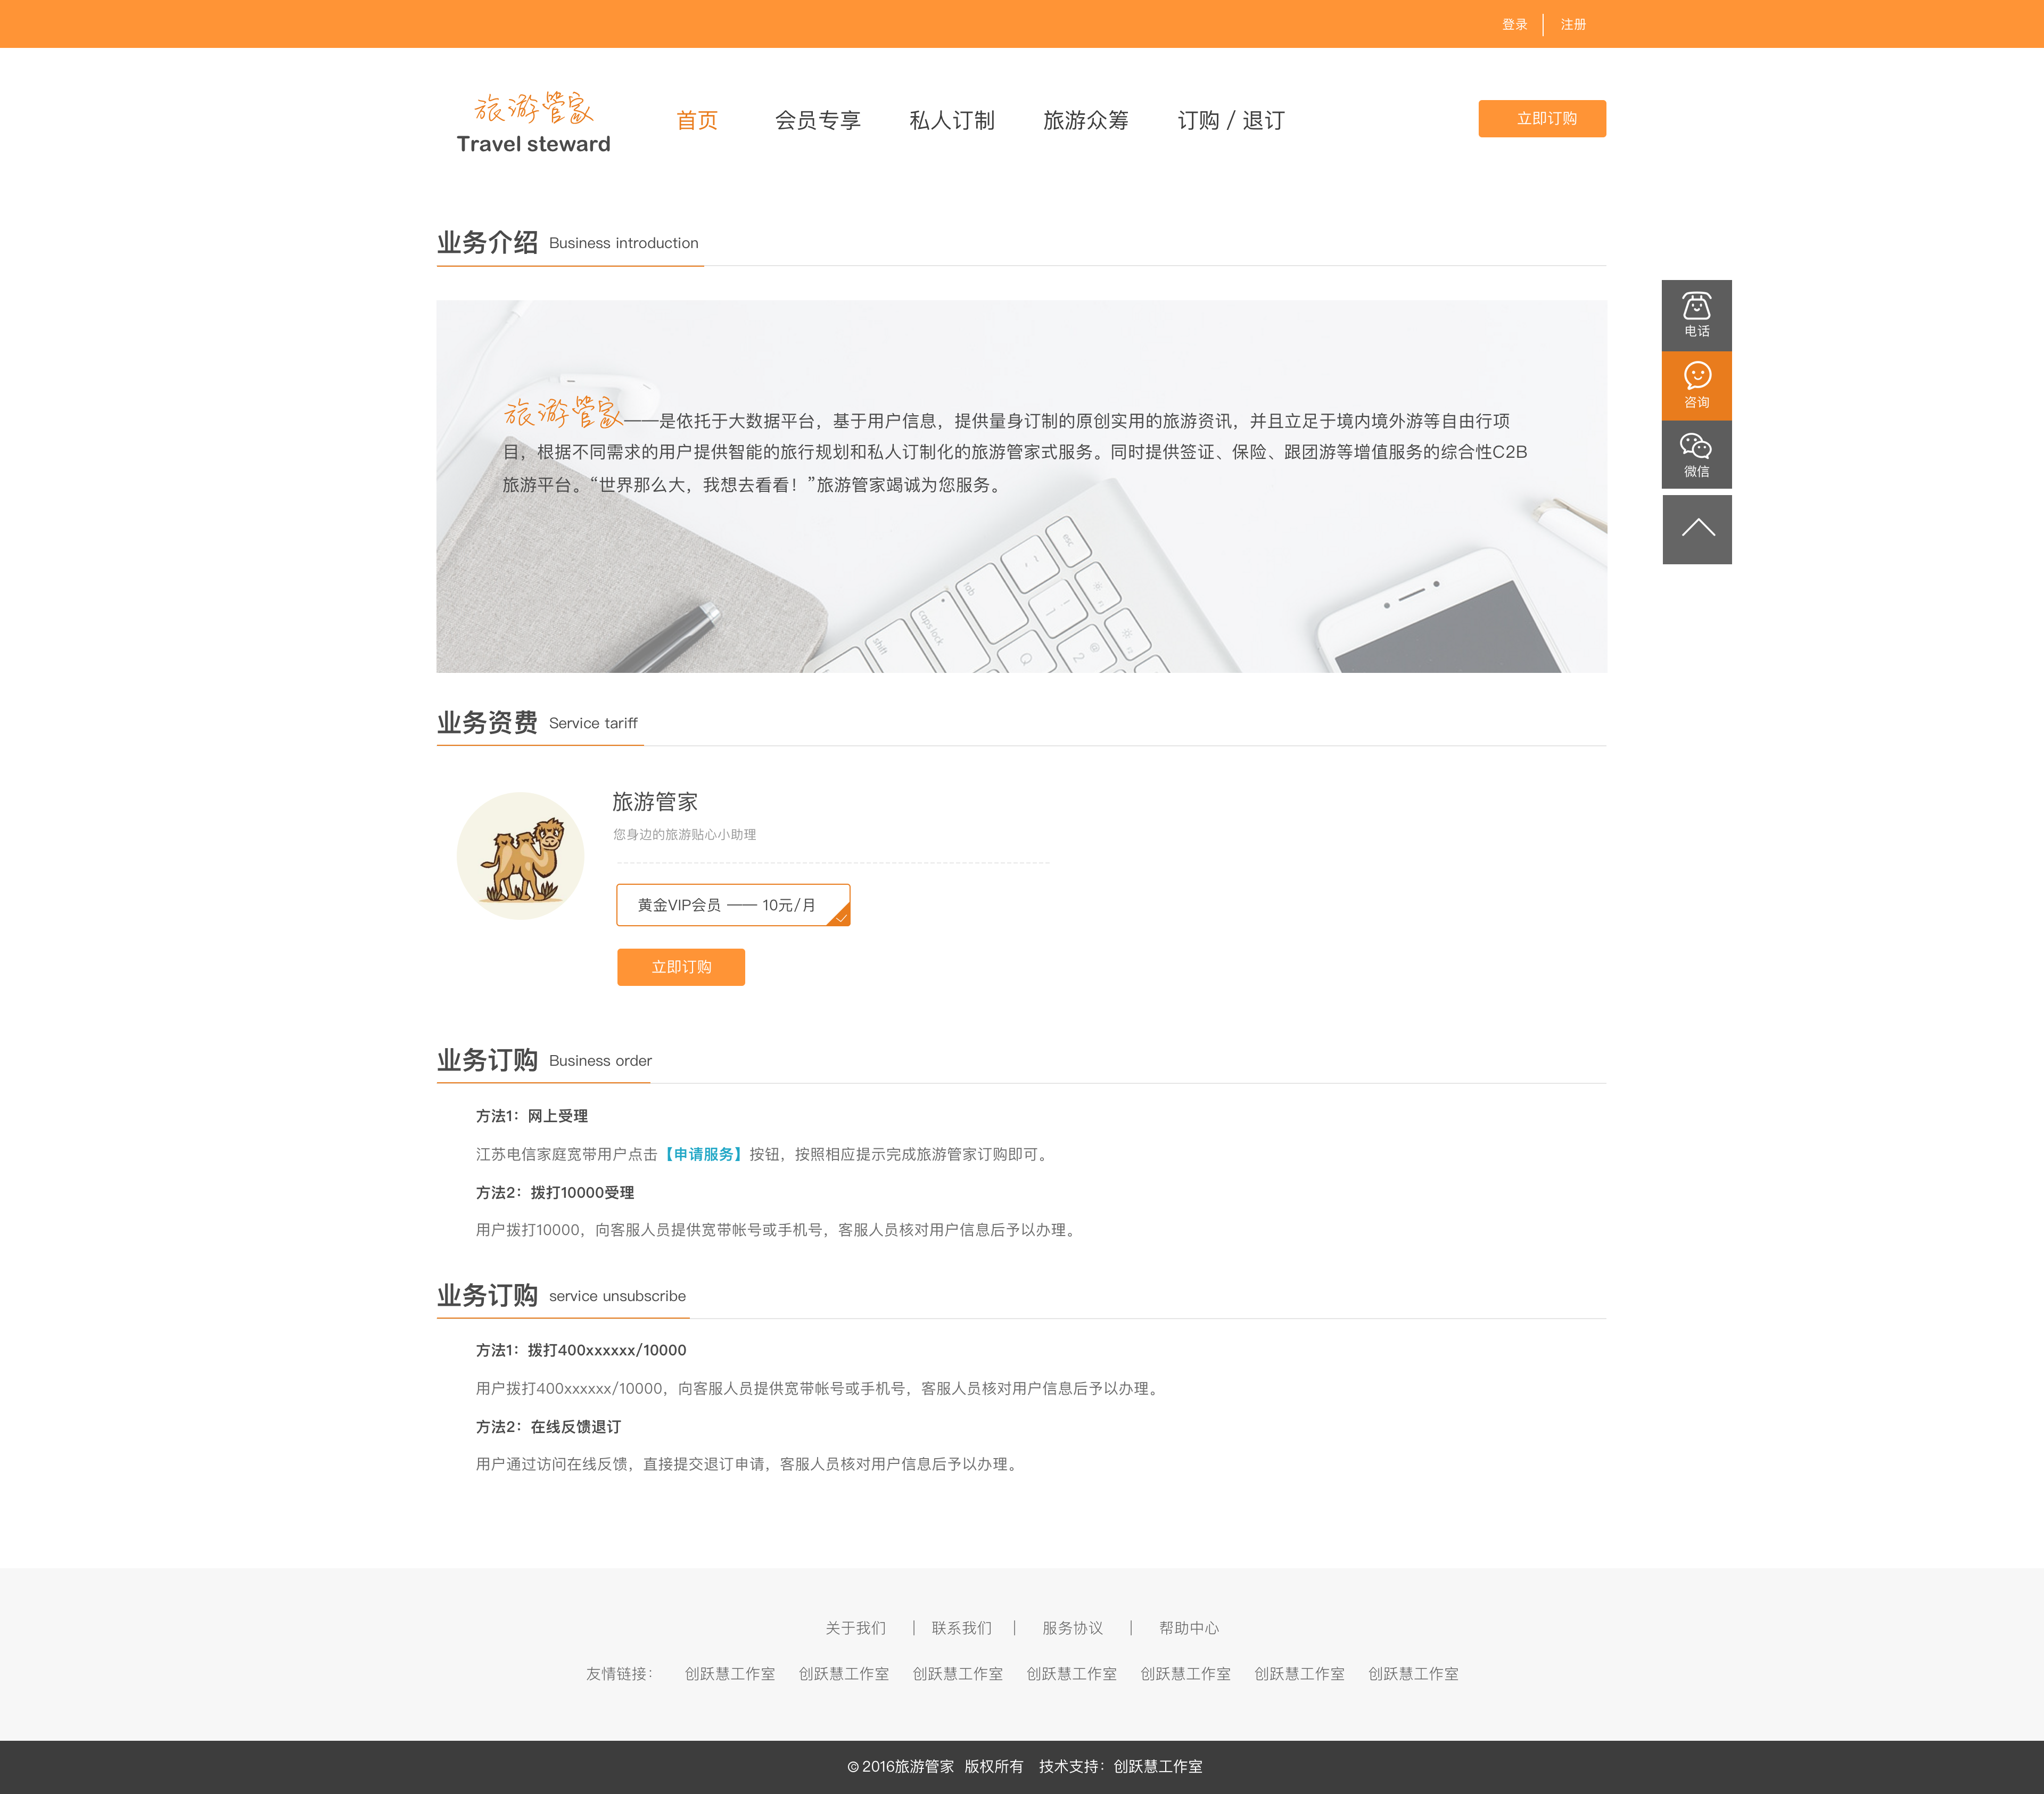 登录 注册
旅游管家
Travel steward
首页 会员专享 私人订制 旅游众筹 订购 / 退订 立即订购
业务介绍 Business introduction
电话
咨询
微信
旅游管家——是依托于大数据平台，基于用户信息，提供量身订制的原创实用的旅游资讯，并且立足于境内境外游等自由行项
目，根据不同需求的用户提供智能的旅行规划和私人订制化的旅游管家式服务。同时提供签证、保险、跟团游等增值服务的综合性C2B
旅游平台。“世界那么大，我想去看看！”旅游管家竭诚为您服务。
esc
tab
caps lock
shift
Q
2
@
F1
F2
业务资费 Service tariff
旅游管家
您身边的旅游贴心小助理
黄金VIP会员 —— 10元/月
立即订购
业务订购 Business order
方法1：网上受理
江苏电信家庭宽带用户点击【申请服务】按钮，按照相应提示完成旅游管家订购即可。
方法2：拨打10000受理
用户拨打10000，向客服人员提供宽带帐号或手机号，客服人员核对用户信息后予以办理。
业务订购 service unsubscribe
方法1：拨打400xxxxxx/10000
用户拨打400xxxxxx/10000，向客服人员提供宽带帐号或手机号，客服人员核对用户信息后予以办理。
方法2：在线反馈退订
用户通过访问在线反馈，直接提交退订申请，客服人员核对用户信息后予以办理。
关于我们 | 联系我们 | 服务协议 | 帮助中心
友情链接： 创跃慧工作室 创跃慧工作室 创跃慧工作室 创跃慧工作室 创跃慧工作室 创跃慧工作室 创跃慧工作室
© 2016旅游管家 版权所有 技术支持：创跃慧工作室